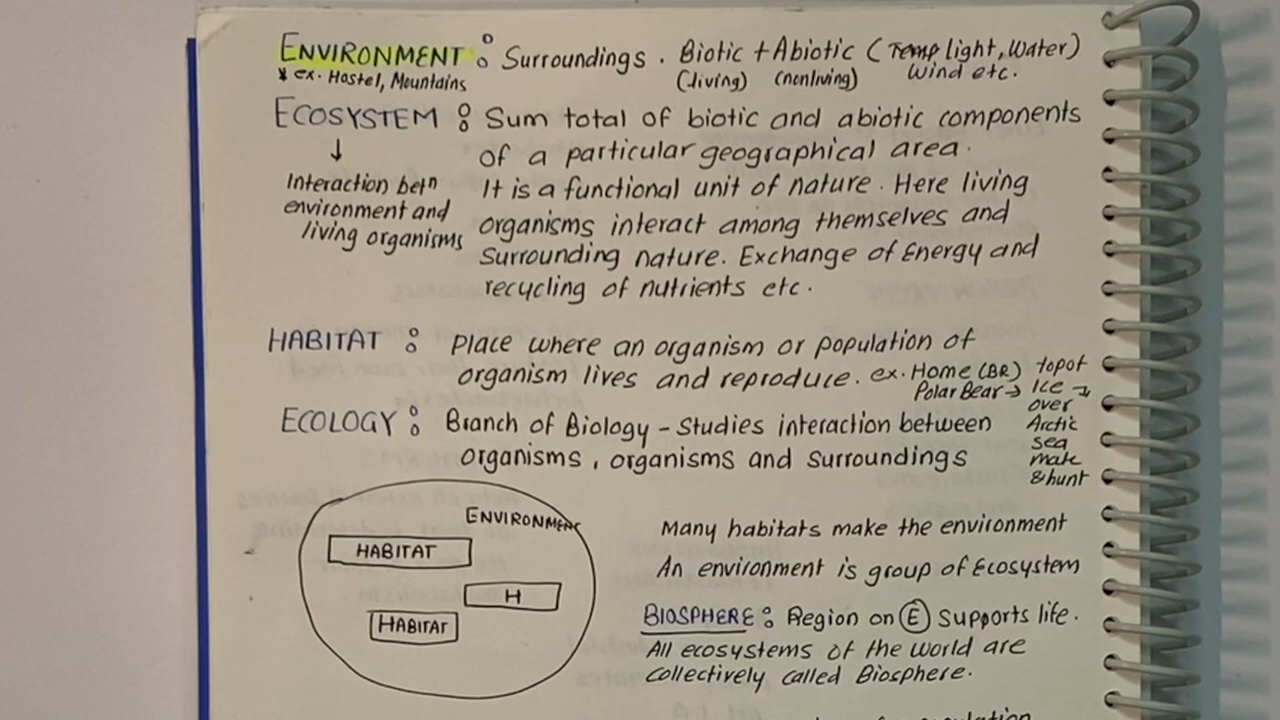 ENVIRONMENT : Surroundings . Biotic + Abiotic (Temp light, Water)
ex. Hostel, Mountains (living) (nonliving) Wind etc.
ECOSYSTEM : Sum total of biotic and abiotic components
↓ of a particular geographical area.
Interaction betn It is a functional unit of nature. Here living
environment and organisms interact among themselves and
living organisms Surrounding nature. Exchange of Energy and
recycling of nutrients etc.
HABITAT : Place where an organism or population of
organism lives and reproduce. ex. Home (BR) topot
Polar Bear → Ice →
over
ECOLOGY : Branch of Biology - Studies interaction between Arctic
sea
organisms, organisms and Surroundings mate
& hunt
ENVIRONMENT
HABITAT
H
HABITAT
Many habitats make the environment
An environment is group of Ecosystem
BIOSPHERE : Region on E Supports life.
All ecosystems of the world are
collectively called Biosphere.